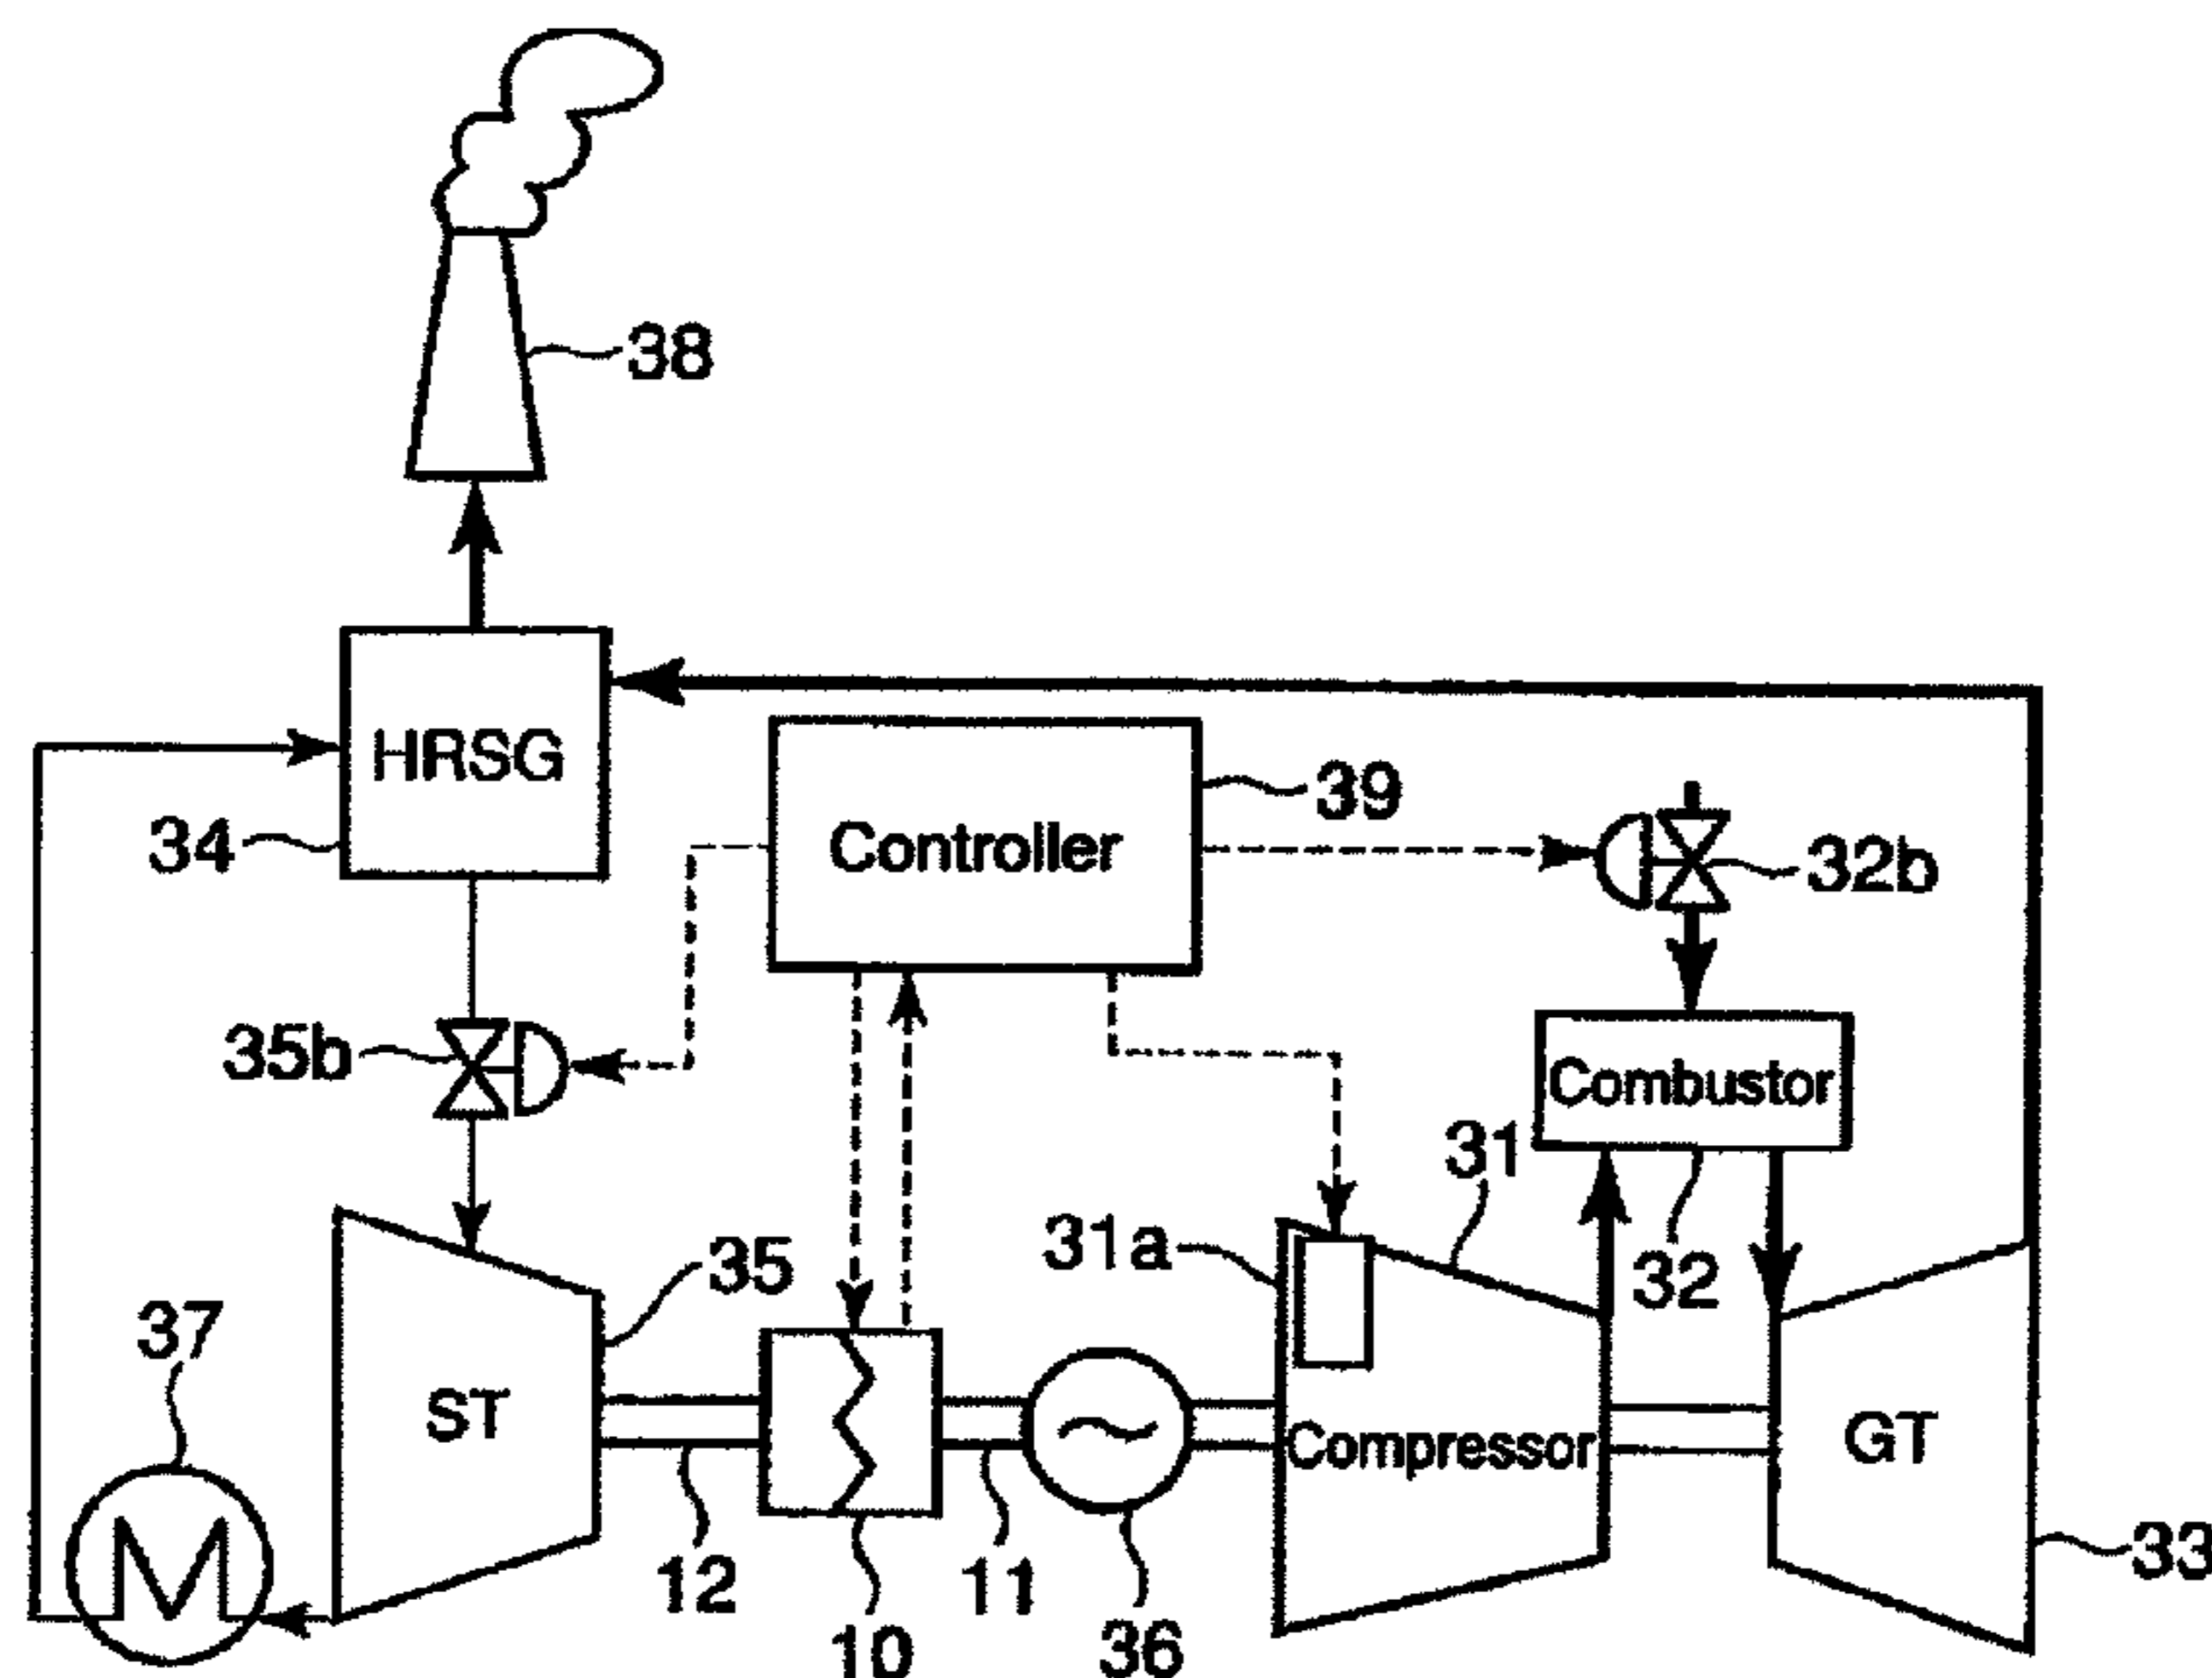 38
HRSG
34
Controller
39
32b
35b
Combustor
31
31a
32
35
37
ST
Compressor
GT
12
10
11
36
33